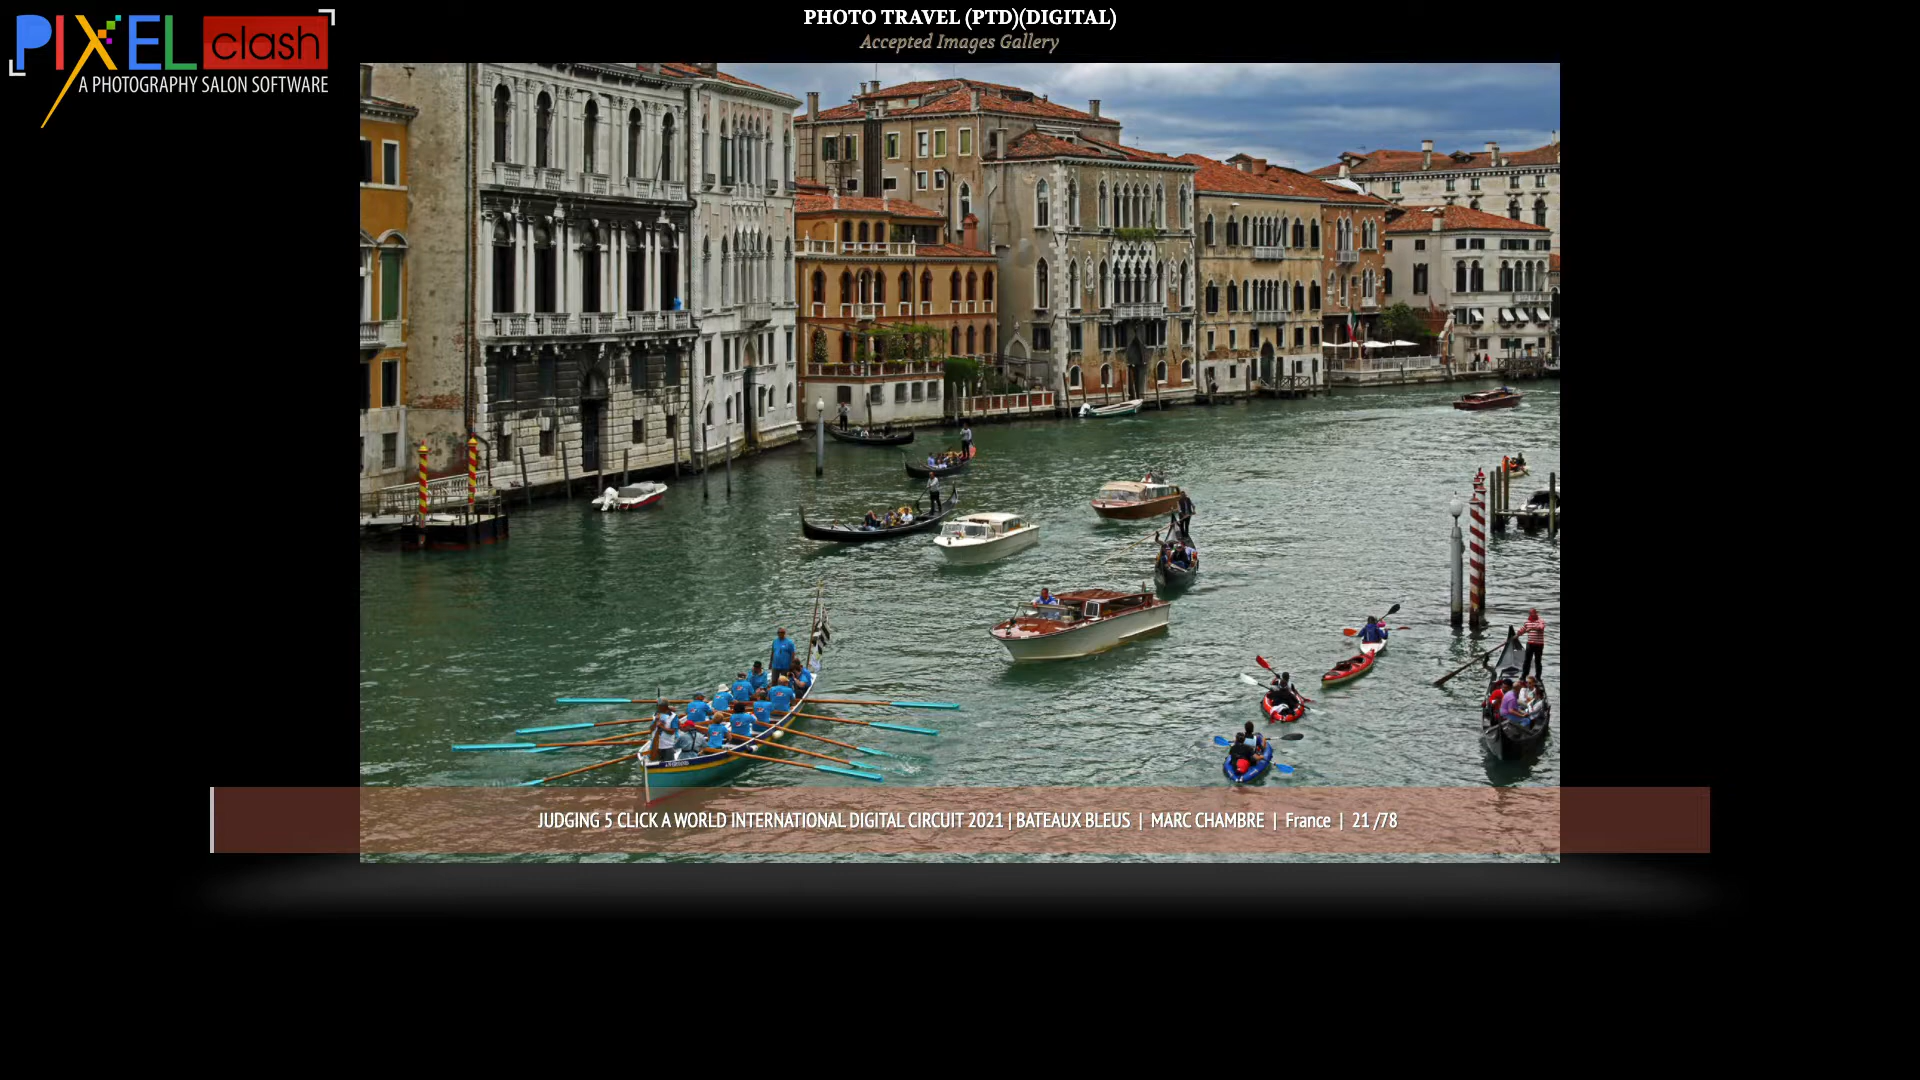 PIXEL clash
A PHOTOGRAPHY SALON SOFTWARE
PHOTO TRAVEL (PTD)(DIGITAL)
Accepted Images Gallery
JUDGING 5 CLICK A WORLD INTERNATIONAL DIGITAL CIRCUIT 2021 | BATEAUX BLEUS | MARC CHAMBRE | France | 21 /78